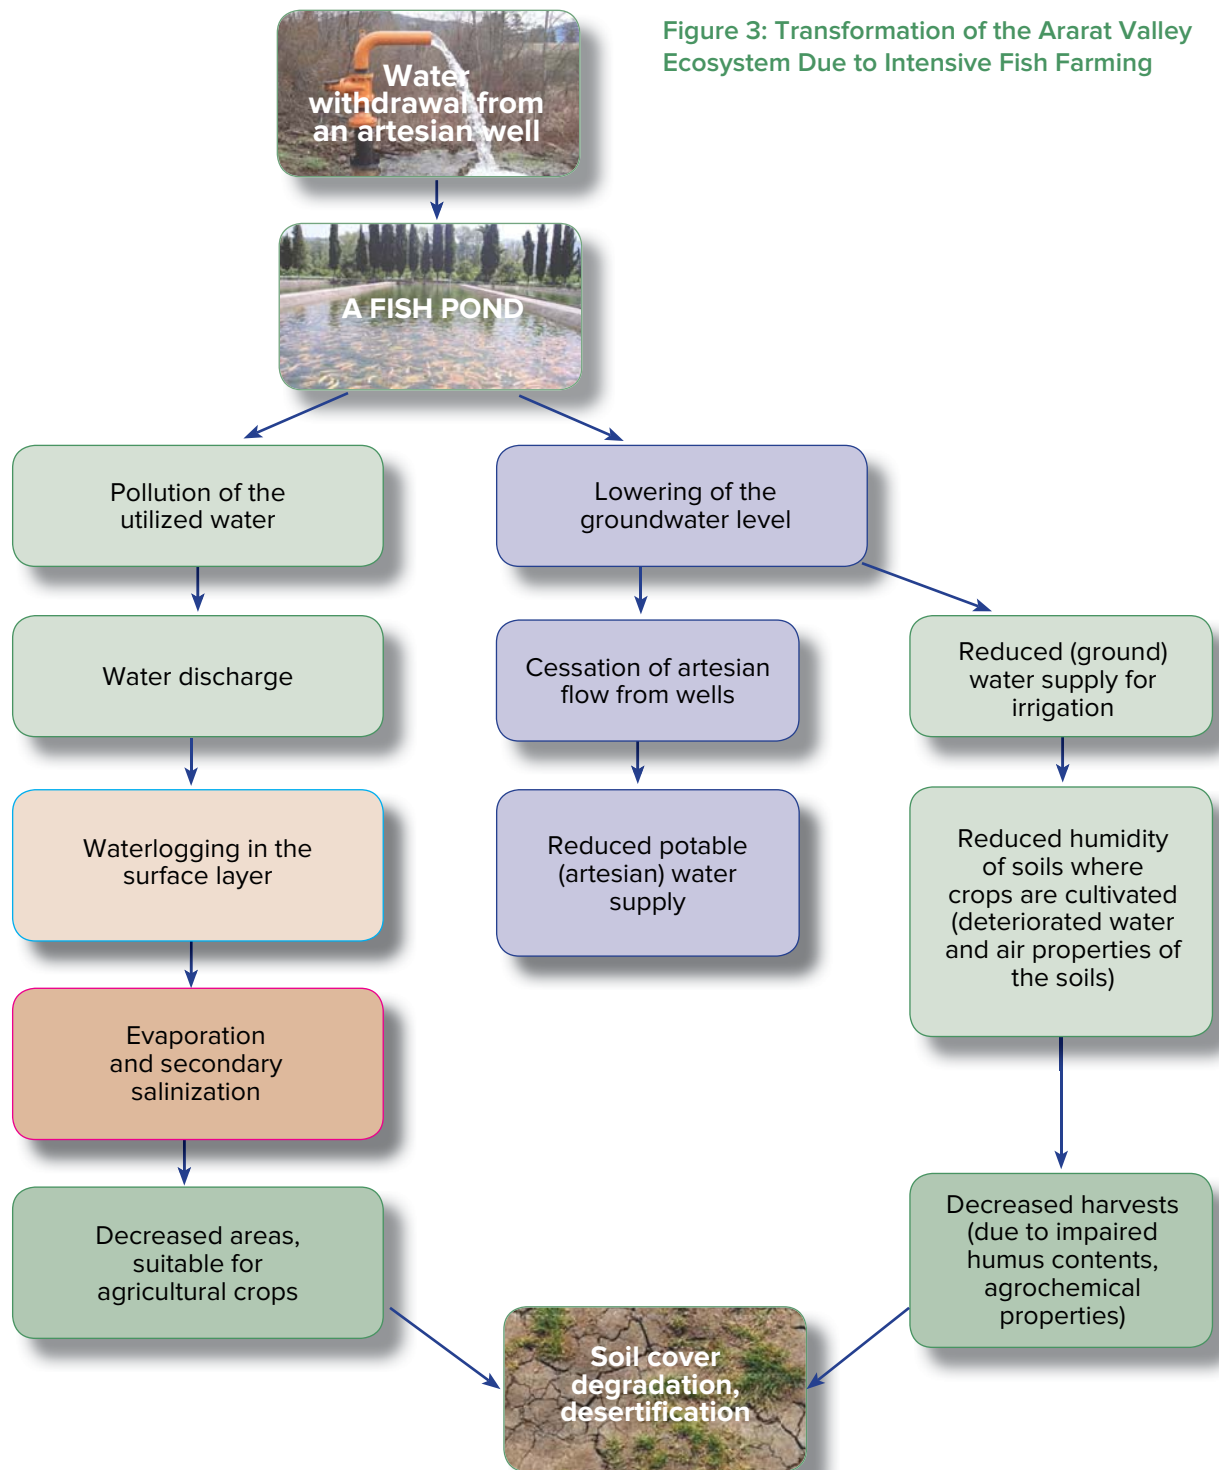 Figure 3: Transformation of the Ararat Valley
Ecosystem Due to Intensive Fish Farming
Water
withdrawal from
an artesian well
A FISH POND
Pollution of the
utilized water
Lowering of the
groundwater level
Water discharge
Cessation of artesian
flow from wells
Reduced (ground)
water supply for
irrigation
Waterlogging in the
surface layer
Reduced potable
(artesian) water
supply
Reduced humidity
of soils where
crops are cultivated
(deteriorated water
and air properties of
the soils)
Evaporation
and secondary
salinization
Decreased areas,
suitable for
agricultural crops
Decreased harvests
(due to impaired
humus contents,
agrochemical
properties)
Soil cover
degradation,
desertification